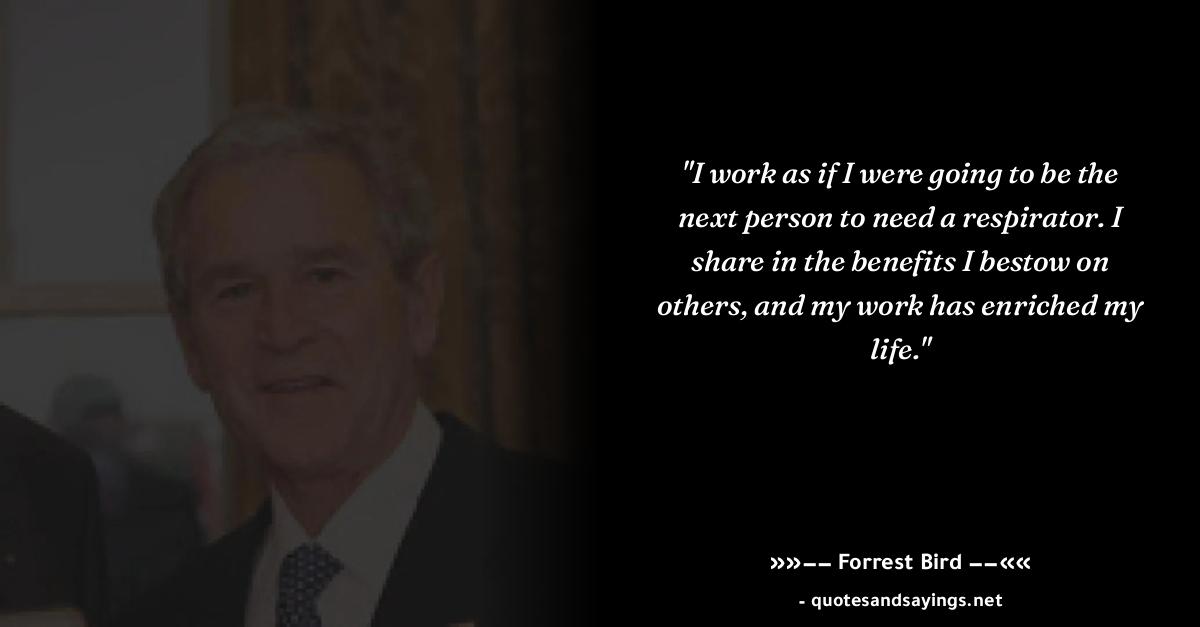 "I work as if I were going to be the
next person to need a respirator. I
share in the benefits I bestow on
others, and my work has enriched my
life."
»»–– Forrest Bird ––««
- quotesandsayings.net